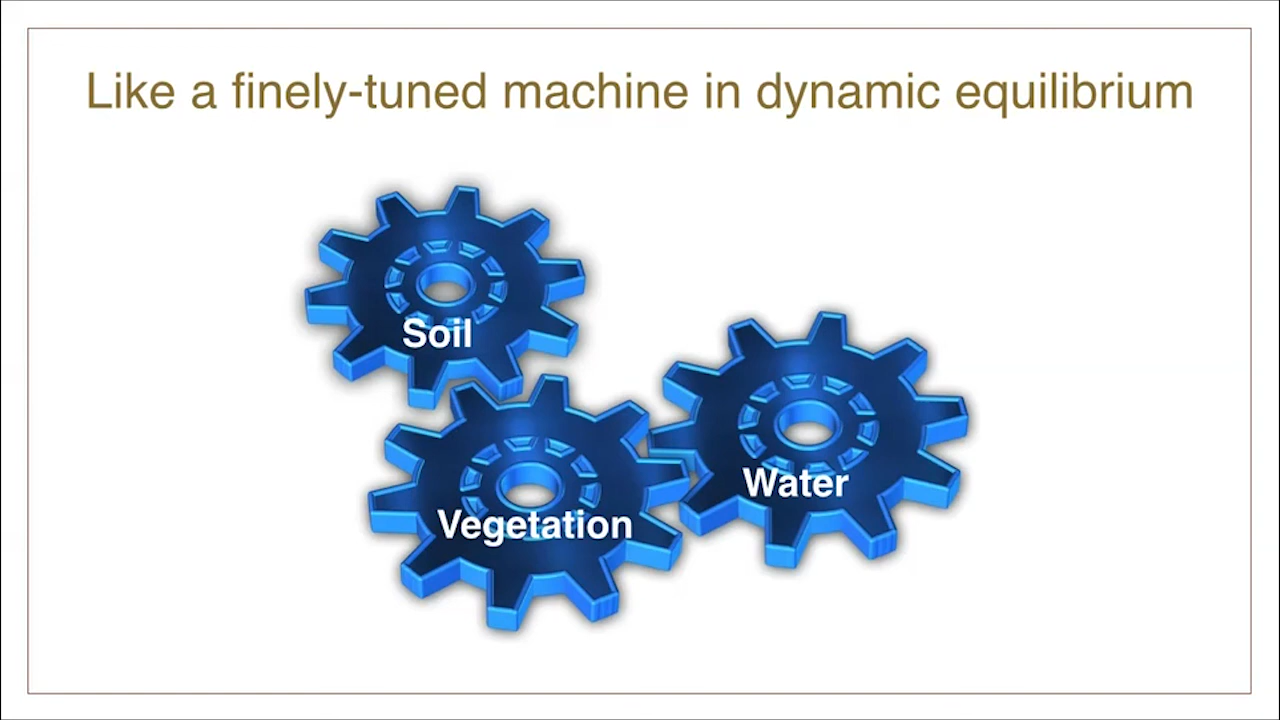 Like a finely-tuned machine in dynamic equilibrium
Soil
Water
Vegetation